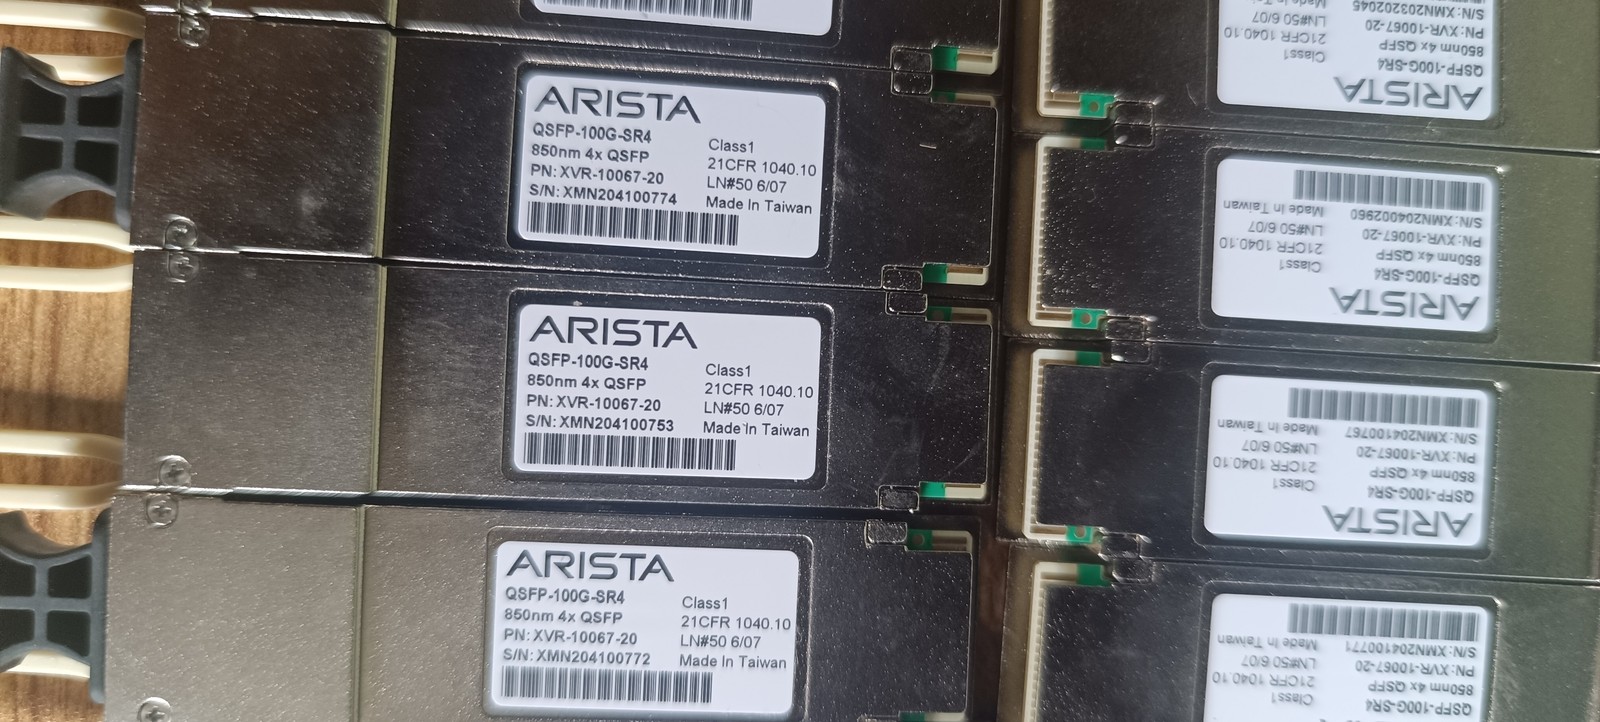 ARISTA
QSFP-100G-SR4
850nm 4x QSFP
PN: XVR-10067-20
S/N: XMN204100774
Class1
21CFR 1040.10
LN#50 6/07
Made In Taiwan
ARISTA
QSFP-100G-SR4
850nm 4x QSFP
PN: XVR-10067-20
S/N: XMN204100753
Class1
21CFR 1040.10
LN#50 6/07
Made In Taiwan
ARISTA
QSFP-100G-SR4
850nm 4x QSFP
PN: XVR-10067-20
S/N: XMN204100772
Class1
21CFR 1040.10
LN#50 6/07
Made In Taiwan
ARISTA
QSFP-100G-SR4
850nm 4x QSFP
PN: XVR-10067-20
S/N: XMN203202045
Class1
21CFR 1040.10
LN#50 6/07
Made In
ARISTA
QSFP-100G-SR4
850nm 4x QSFP
PN: XVR-10067-20
S/N: XMN204002960
Class1
21CFR 1040.10
LN#50 6/07
Made In Taiwan
ARISTA
QSFP-100G-SR4
850nm 4x QSFP
PN: XVR-10067-20
S/N: XMN204100767
Class1
21CFR 1040.10
LN#50 6/07
Made In Taiwan
QSFP-100G-SR4
850nm 4x QSFP
PN: XVR-10067-20
S/N: XMN204100771
Class1
21CFR 1040.10
LN#50 6/07
Made In Taiwan